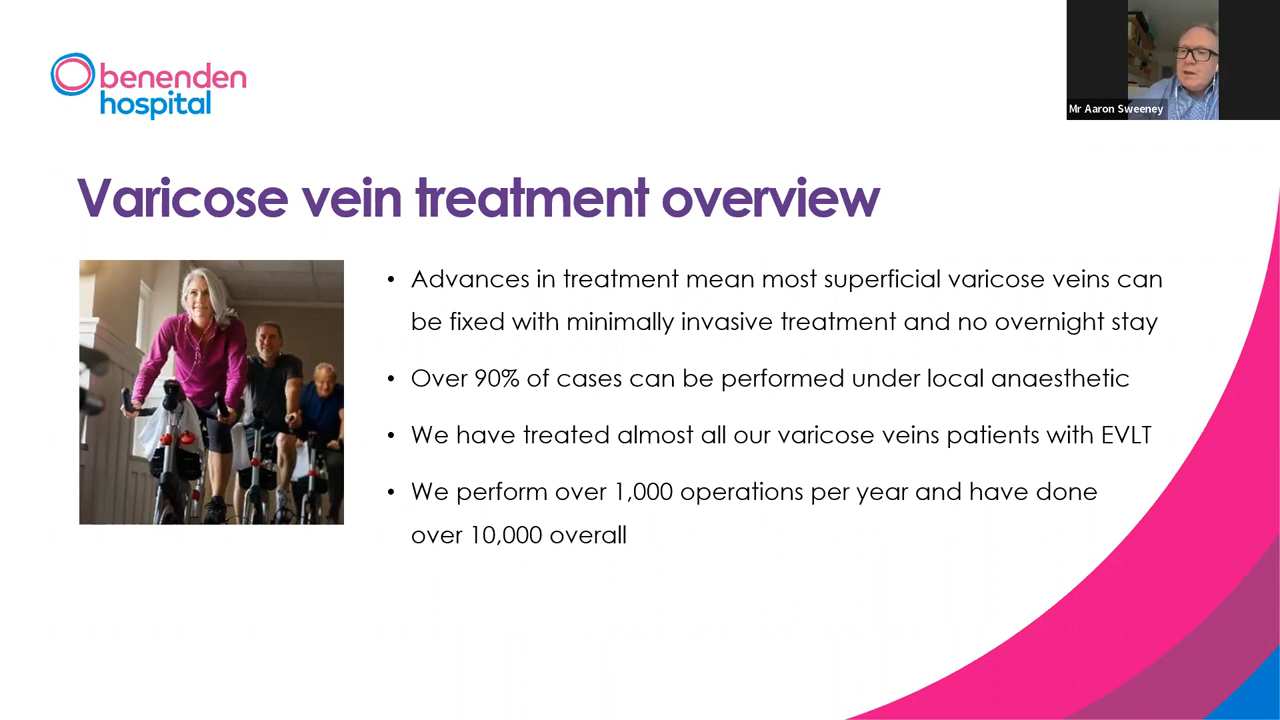 benenden
hospital
Mr Aaron Sweeney
Varicose vein treatment overview
• Advances in treatment mean most superficial varicose veins can
be fixed with minimally invasive treatment and no overnight stay
• Over 90% of cases can be performed under local anaesthetic
• We have treated almost all our varicose veins patients with EVLT
• We perform over 1,000 operations per year and have done
over 10,000 overall